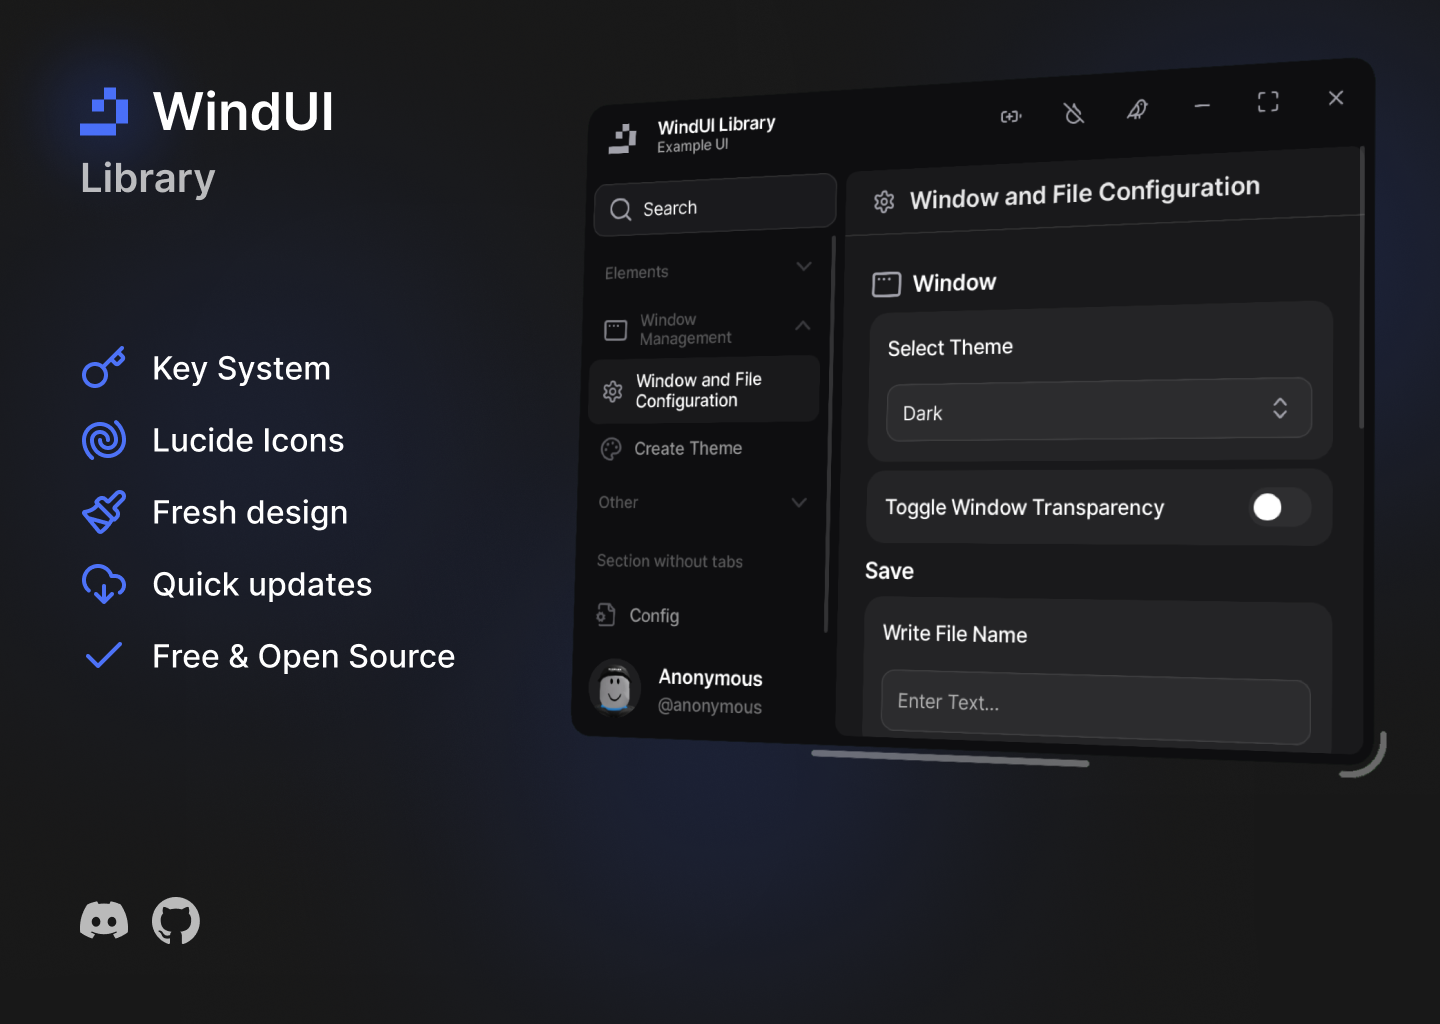 WindUI
Library
Key System
Lucide Icons
Fresh design
Quick updates
Free & Open Source
WindUI Library
Example UI
Search
Elements
Window
Management
Window and File
Configuration
Create Theme
Other
Section without tabs
Config
Anonymous
@anonymous
Window and File Configuration
Window
Select Theme
Dark
Toggle Window Transparency
Save
Write File Name
Enter Text...